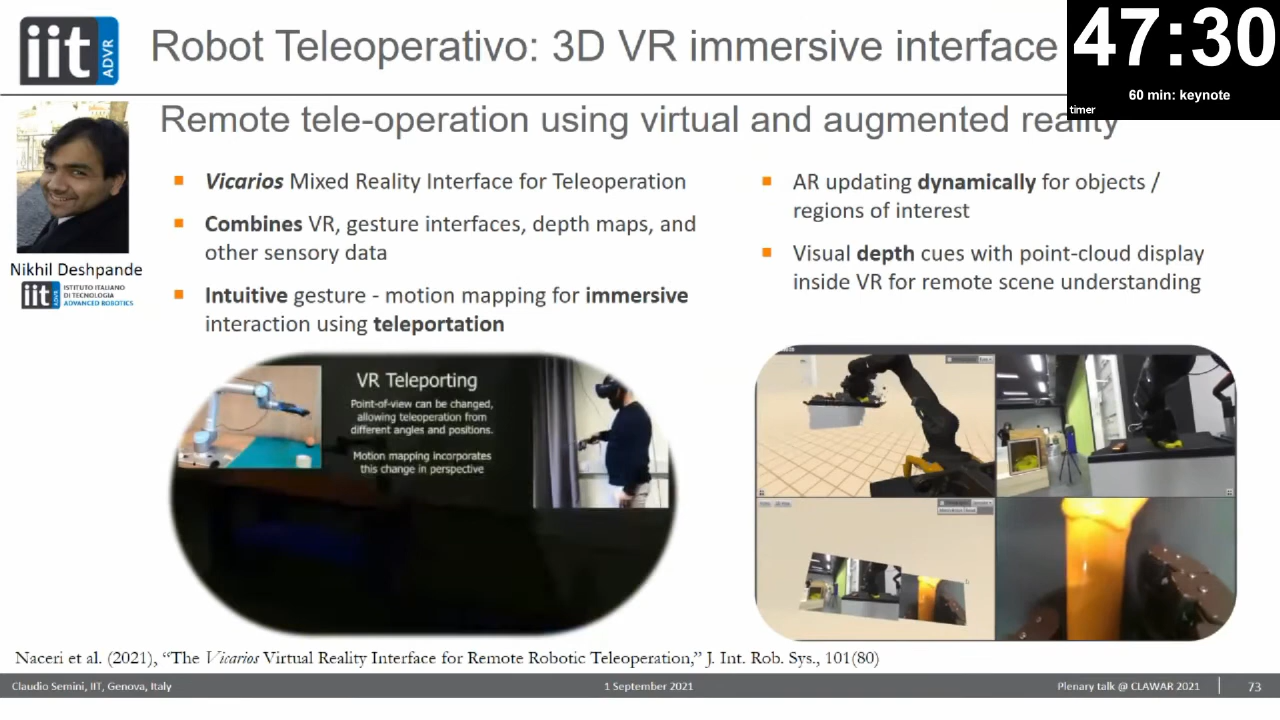 iit
ADVR
Robot Teleoperativo: 3D VR immersive interface
47:30
60 min: keynote
timer
Remote tele-operation using virtual and augmented reality
Nikhil Deshpande
iit
ADVR
ISTITUTO ITALIANO
DI TECNOLOGIA
ADVANCED ROBOTICS
Vicarios Mixed Reality Interface for Teleoperation
Combines VR, gesture interfaces, depth maps, and
other sensory data
Intuitive gesture - motion mapping for immersive
interaction using teleportation
AR updating dynamically for objects /
regions of interest
Visual depth cues with point-cloud display
inside VR for remote scene understanding
VR Teleporting
Point-of-view can be changed,
allowing teleoperation from
different angles and positions.
Motion mapping incorporates
this change in perspective
Naceri et al. (2021), “The Vicarios Virtual Reality Interface for Remote Robotic Teleoperation,” J. Int. Rob. Sys., 101(80)
Claudio Semini, IIT, Genova, Italy
1 September 2021
Plenary talk @ CLAWAR 2021
73